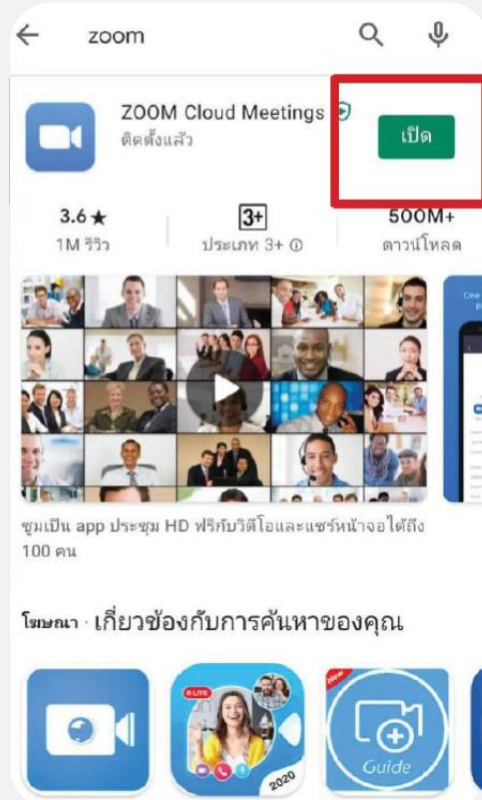 zoom
ZOOM Cloud Meetings
ติดตั้งแล้ว
เปิด
3.6★
3+
500M+
1M รีวิว
ประเภท 3+
ดาวน์โหลด
ซูมเป็น app ประชุม HD ฟรีกับวิดีโอและแชร์หน้าจอได้ถึง
100 คน
โฆษณา · เกี่ยวข้องกับการค้นหาของคุณ
LIVE
2020
New
Guide